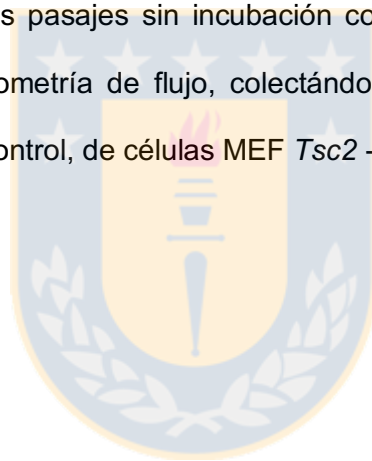 s pasajes sin incubación co
ometría de flujo, colectándo
ontrol, de células MEF Tsc2 -